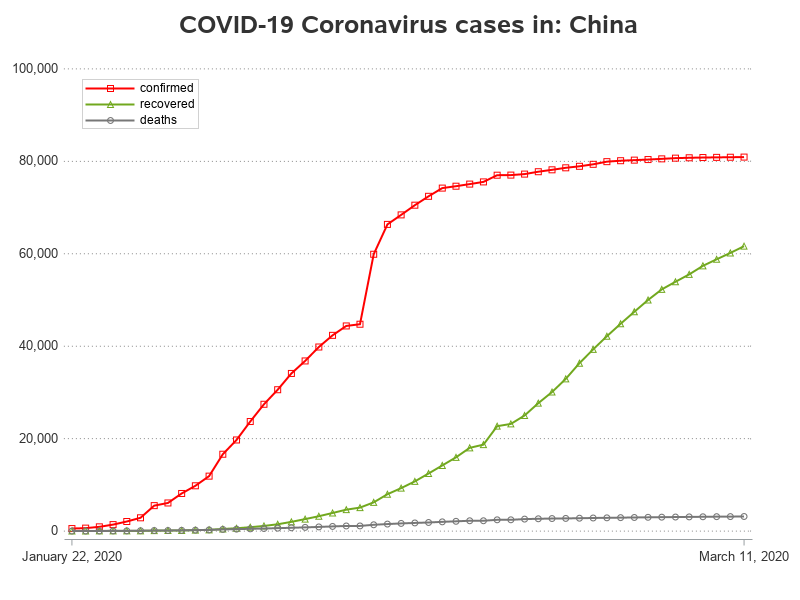 COVID-19 Coronavirus cases in: China
100,000
confirmed
recovered
deaths
80,000
60,000
40,000
20,000
0
January 22, 2020
March 11, 2020